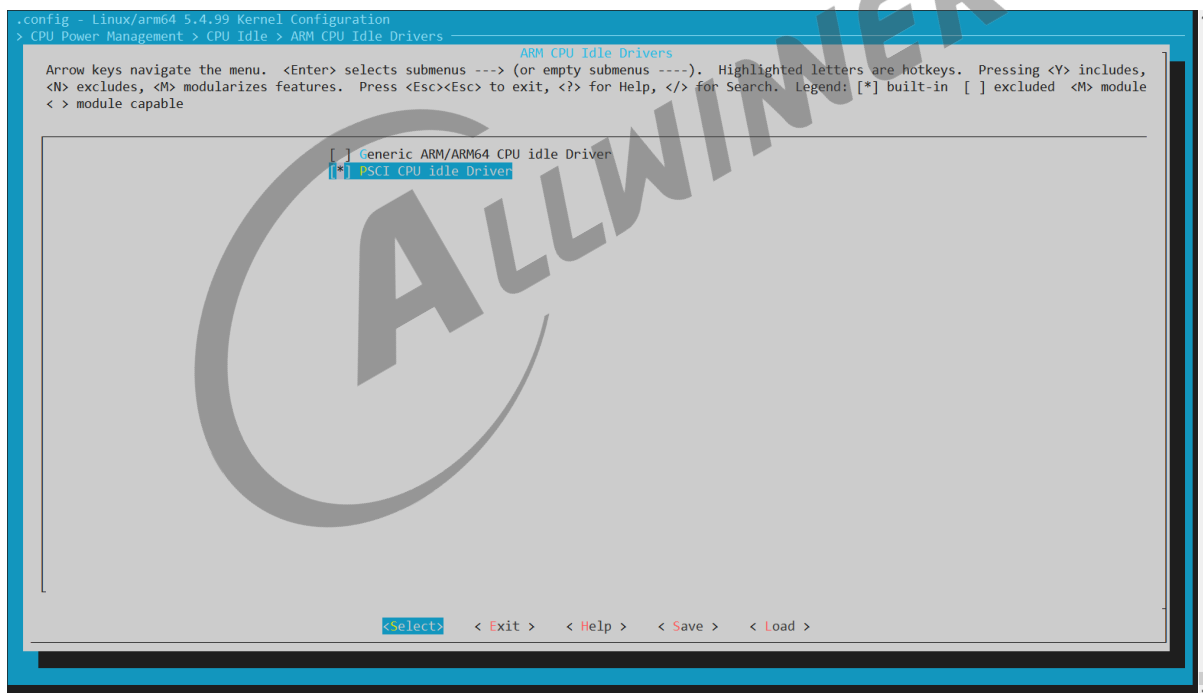 .config - Linux/arm64 5.4.99 Kernel Configuration
> CPU Power Management > CPU Idle > ARM CPU Idle Drivers
ARM CPU Idle Drivers
Arrow keys navigate the menu. <Enter> selects submenus ---> (or empty submenus ----). Highlighted letters are hotkeys. Pressing <Y> includes,
<N> excludes, <M> modularizes features. Press <Esc><Esc> to exit, <?> for Help, </> for Search. Legend: [*] built-in [ ] excluded <M> module
< > module capable
[ ] Generic ARM/ARM64 CPU idle Driver
[*] PSCI CPU idle Driver
ALLWINNER
<Select> < Exit > < Help > < Save > < Load >